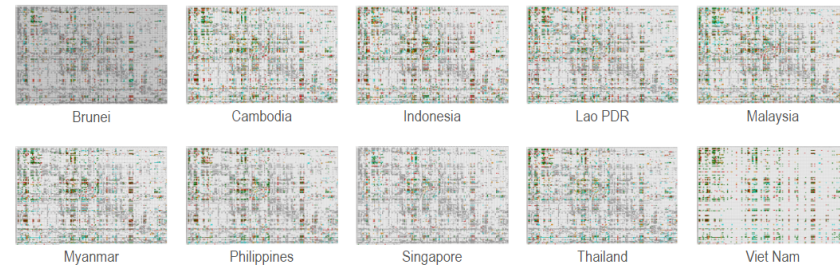 Brunei
Cambodia
Indonesia
Lao PDR
Malaysia
Myanmar
Philippines
Singapore
Thailand
Viet Nam